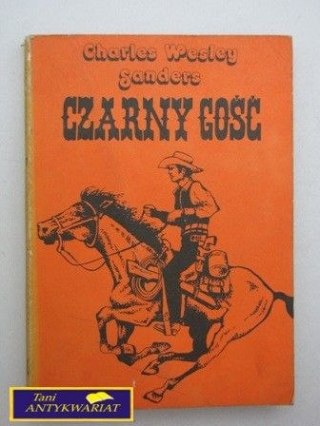 Charles Wesley
Sanders
CZARNY GOŚĆ
Tani
ANTYKWARIAT